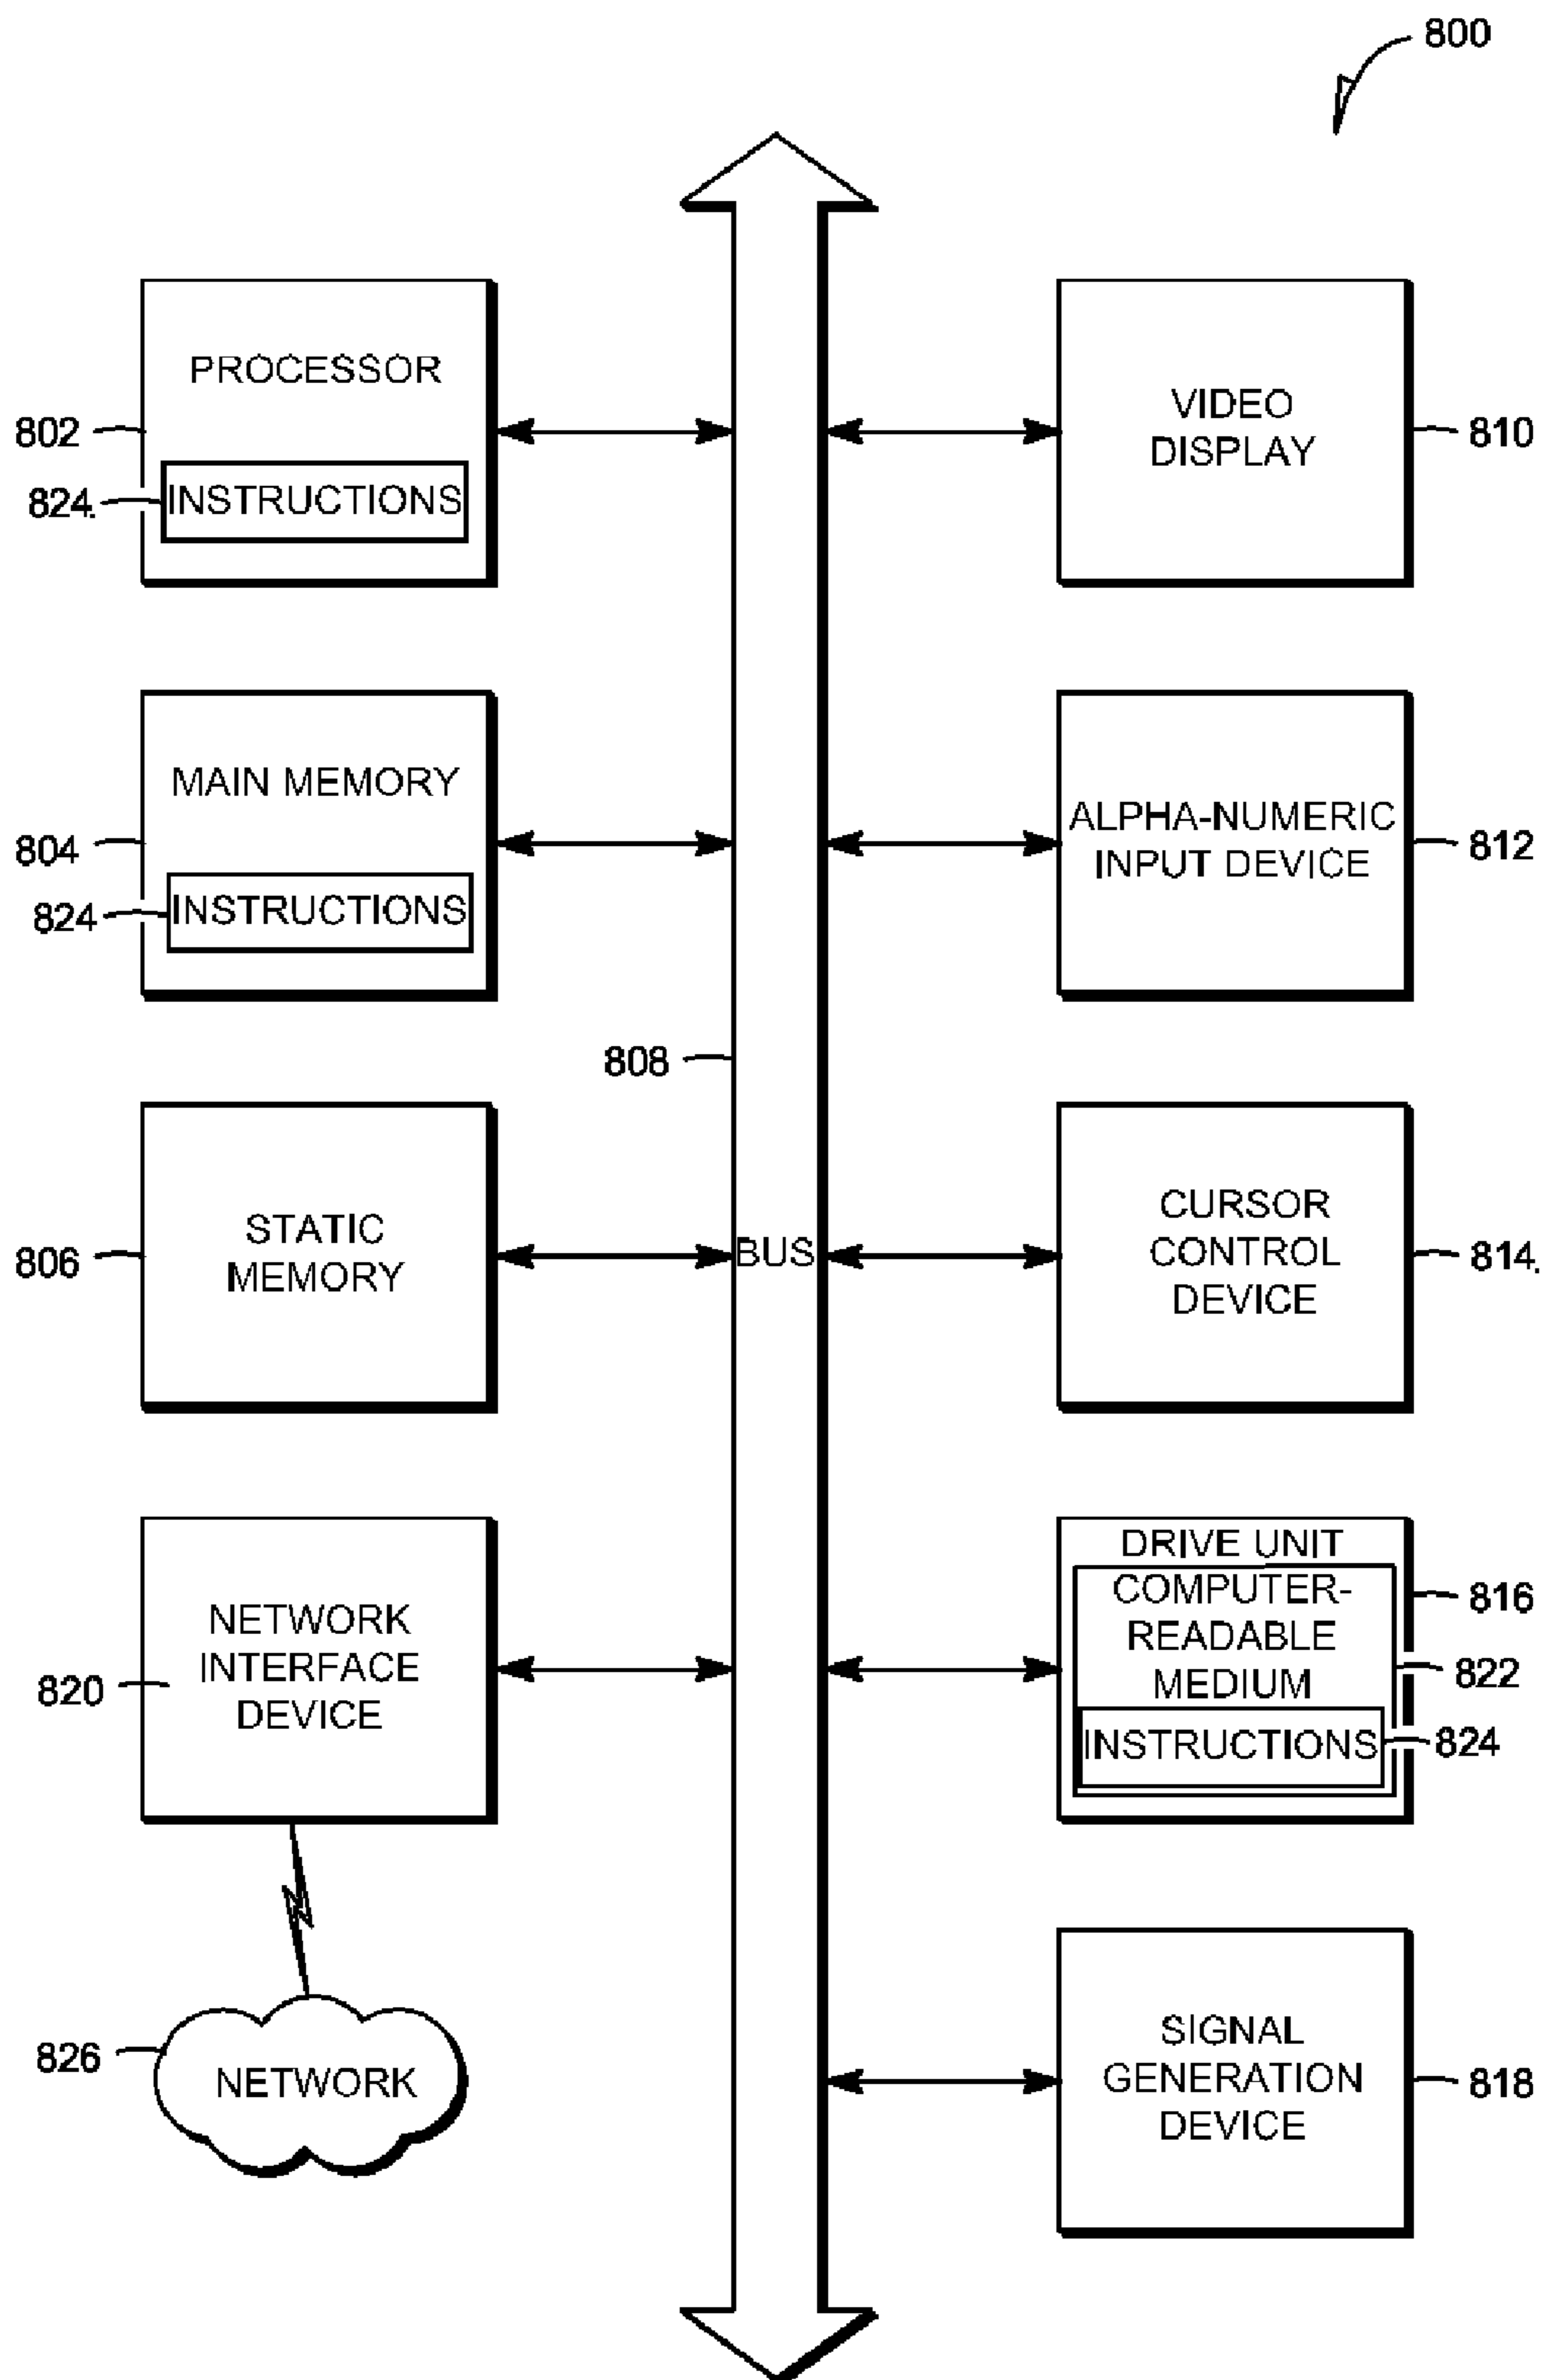 800
PROCESSOR
802
824.
INSTRUCTIONS
VIDEO
DISPLAY
810
MAIN MEMORY
804
824
INSTRUCTIONS
ALPHA-NUMERIC
INPUT DEVICE
812
808
STATIC
MEMORY
806
BUS
CURSOR
CONTROL
DEVICE
814.
NETWORK
INTERFACE
DEVICE
820
DRIVE UNIT
COMPUTER-
READABLE
MEDIUM
INSTRUCTIONS
816
822
824
826
NETWORK
SIGNAL
GENERATION
DEVICE
818